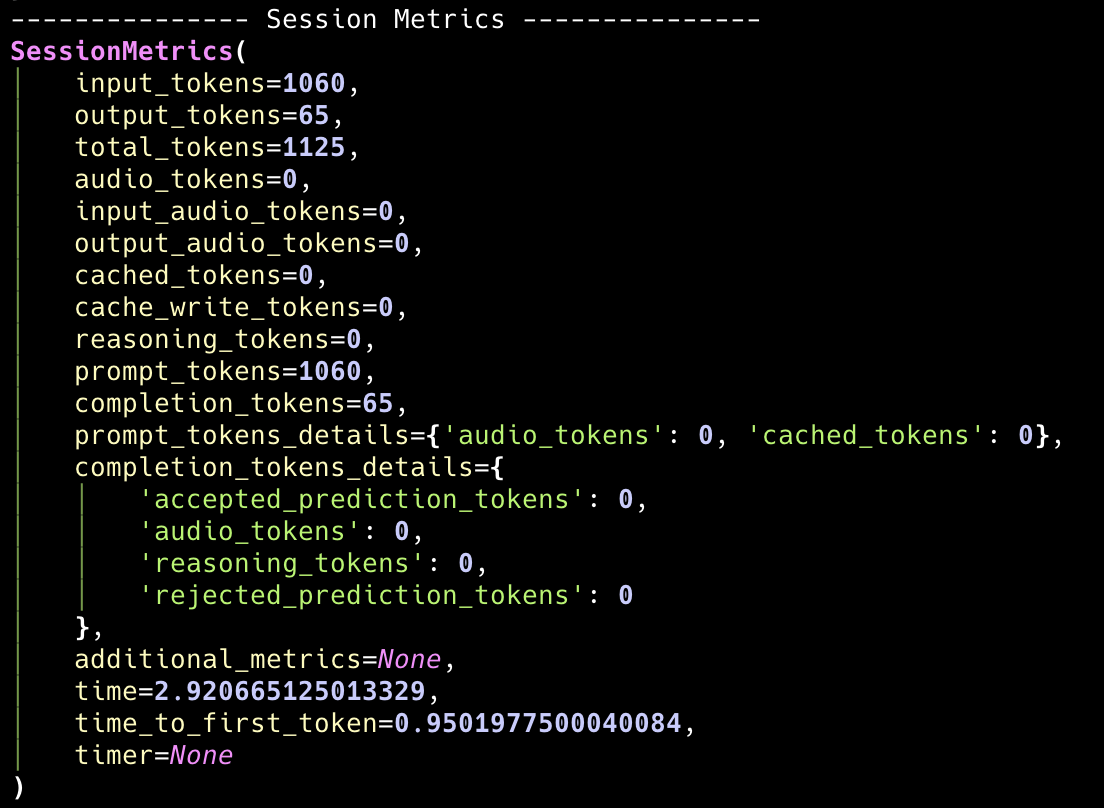 --------------- Session Metrics ---------------
SessionMetrics(
    input_tokens=1060,
    output_tokens=65,
    total_tokens=1125,
    audio_tokens=0,
    input_audio_tokens=0,
    output_audio_tokens=0,
    cached_tokens=0,
    cache_write_tokens=0,
    reasoning_tokens=0,
    prompt_tokens=1060,
    completion_tokens=65,
    prompt_tokens_details={'audio_tokens': 0, 'cached_tokens': 0},
    completion_tokens_details={
        'accepted_prediction_tokens': 0,
        'audio_tokens': 0,
        'reasoning_tokens': 0,
        'rejected_prediction_tokens': 0
    },
    additional_metrics=None,
    time=2.920665125013329,
    time_to_first_token=0.9501977500040084,
    timer=None
)